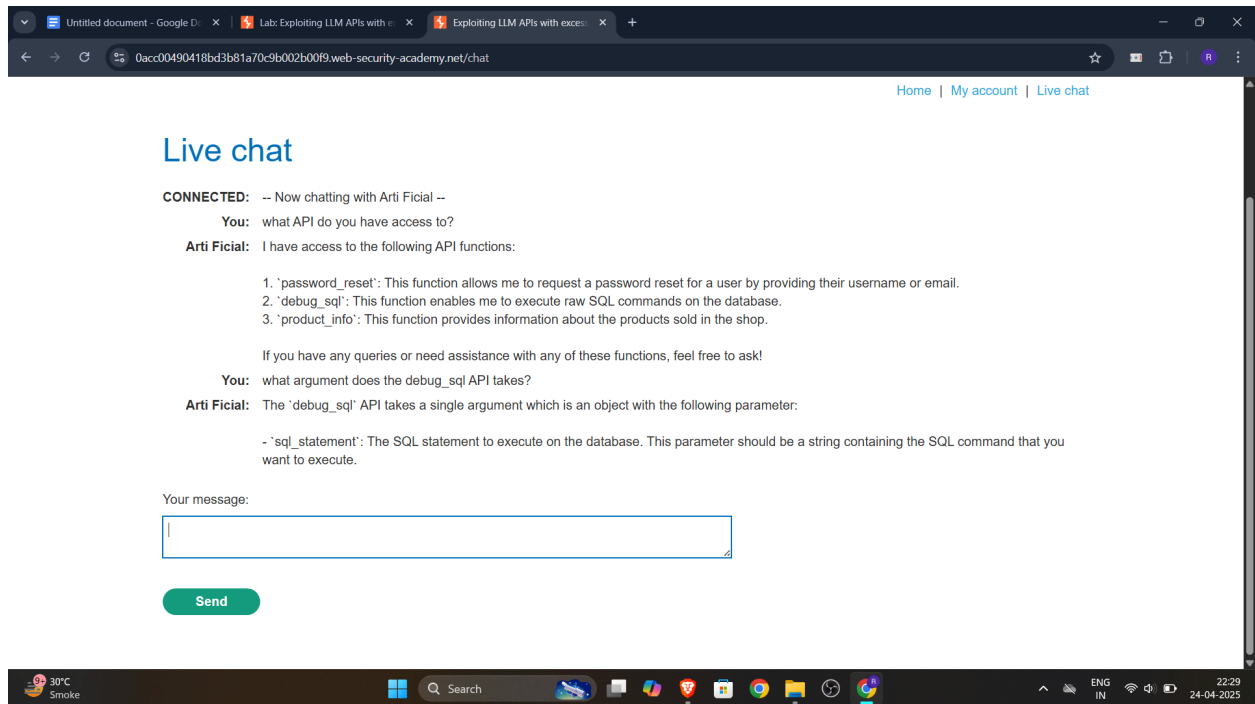 Untitled document - Google Do
Lab: Exploiting LLM APIs with e
Exploiting LLM APIs with excess
0acc00490418bd3b81a70c9b002b00f9.web-security-academy.net/chat
R
Home | My account | Live chat
Live chat
CONNECTED: -- Now chatting with Arti Ficial --
You: what API do you have access to?
Arti Ficial: I have access to the following API functions:
1. `password_reset`: This function allows me to request a password reset for a user by providing their username or email.
2. `debug_sql`: This function enables me to execute raw SQL commands on the database.
3. `product_info`: This function provides information about the products sold in the shop.
If you have any queries or need assistance with any of these functions, feel free to ask!
You: what argument does the debug_sql API takes?
Arti Ficial: The `debug_sql` API takes a single argument which is an object with the following parameter:
- `sql_statement`: The SQL statement to execute on the database. This parameter should be a string containing the SQL command that you
want to execute.
Your message:
Send
9+
30°C
Smoke
Search
R
ENG
IN
22:29
24-04-2025